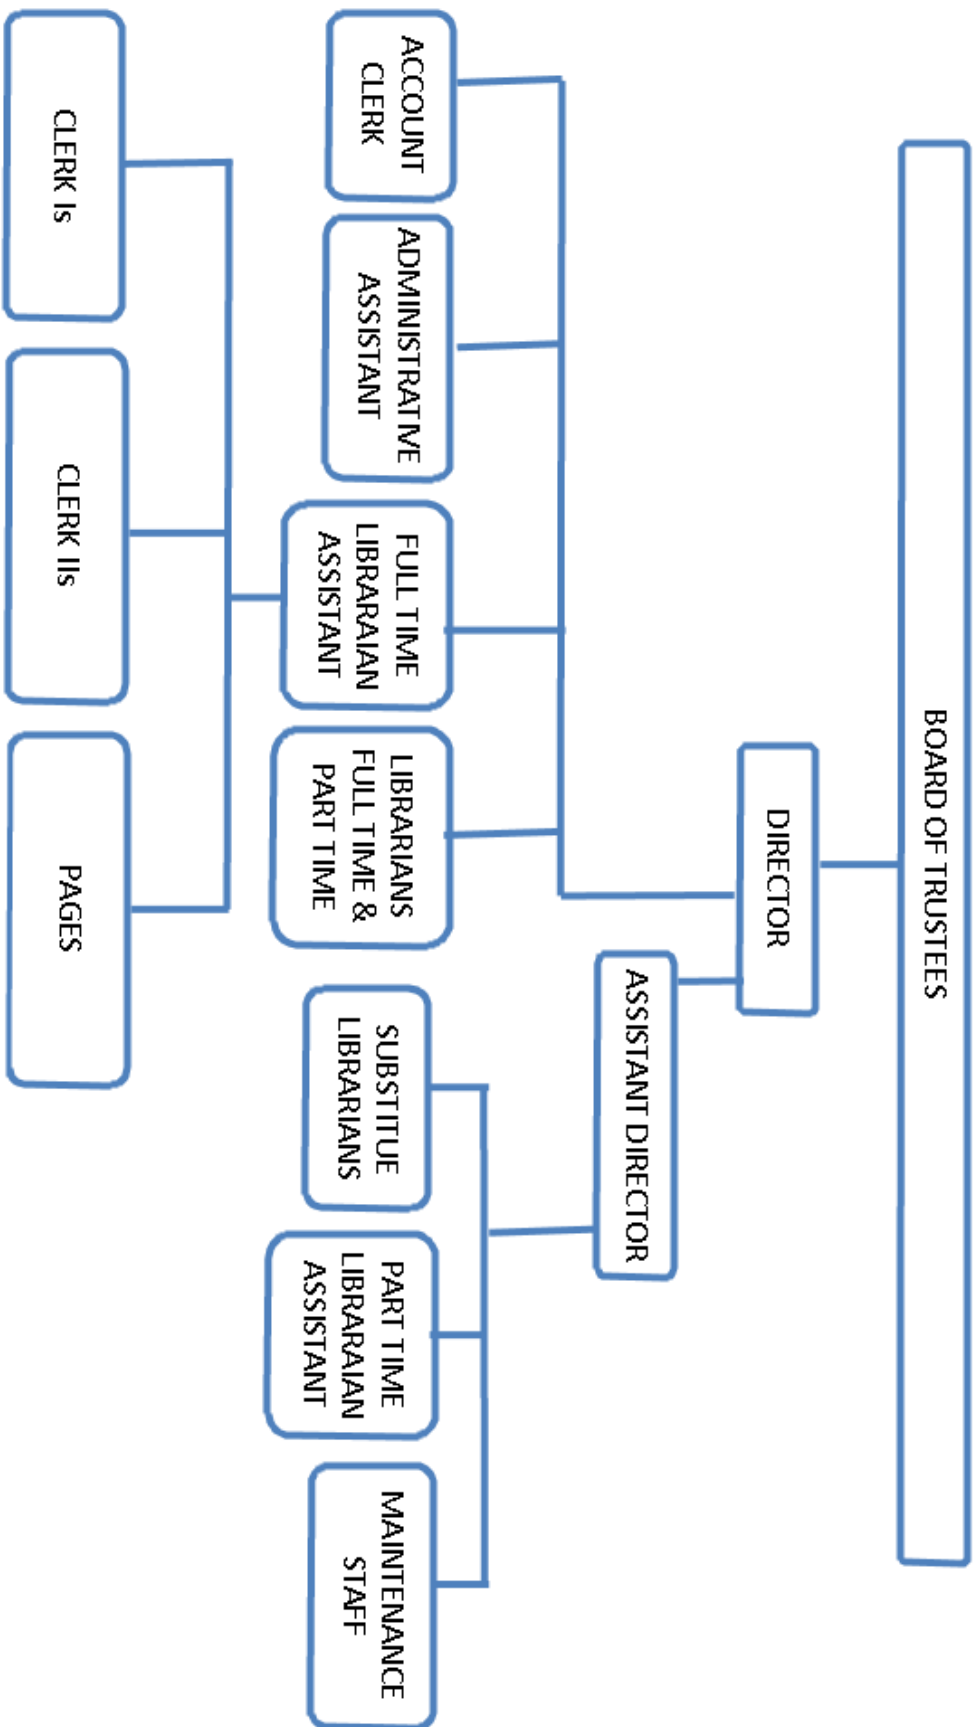 BOARD OF TRUSTEES
DIRECTOR
ASSISTANT DIRECTOR
ACCOUNT
CLERK
ADMINISTRATIVE
ASSISTANT
FULL TIME
LIBRARAIAN
ASSISTANT
LIBRARIANS
FULL TIME &
PART TIME
SUBSTITUE
LIBRARIANS
PART TIME
LIBRARAIAN
ASSISTANT
MAINTENANCE
STAFF
CLERK Is
CLERK IIs
PAGES